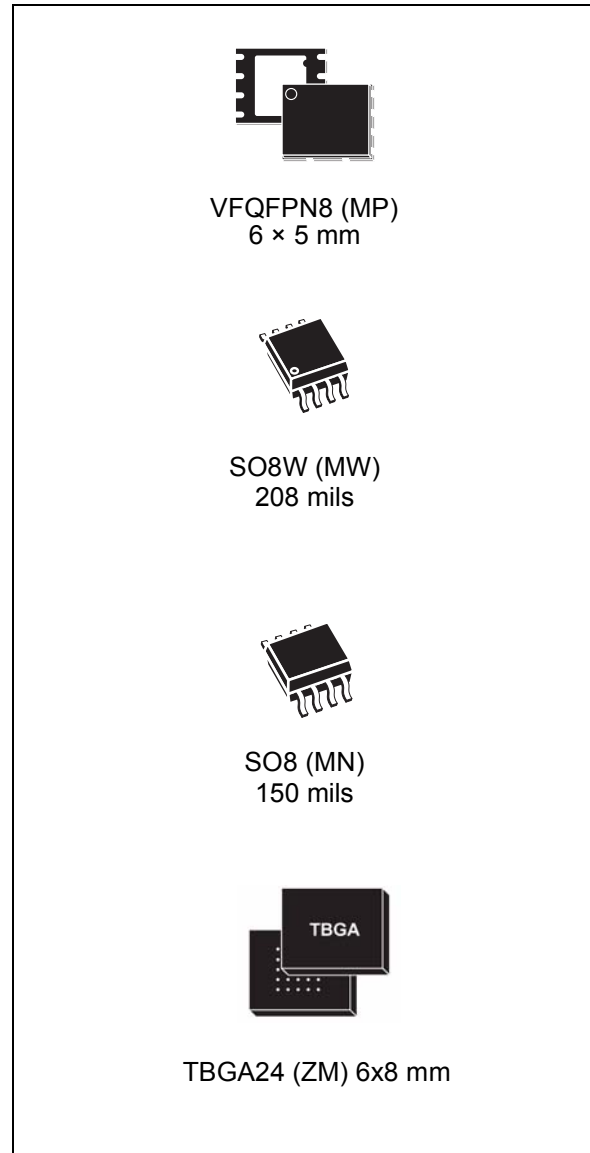 VFQFPN8 (MP)
6 × 5 mm
SO8W (MW)
208 mils
SO8 (MN)
150 mils
TBGA
TBGA24 (ZM) 6x8 mm